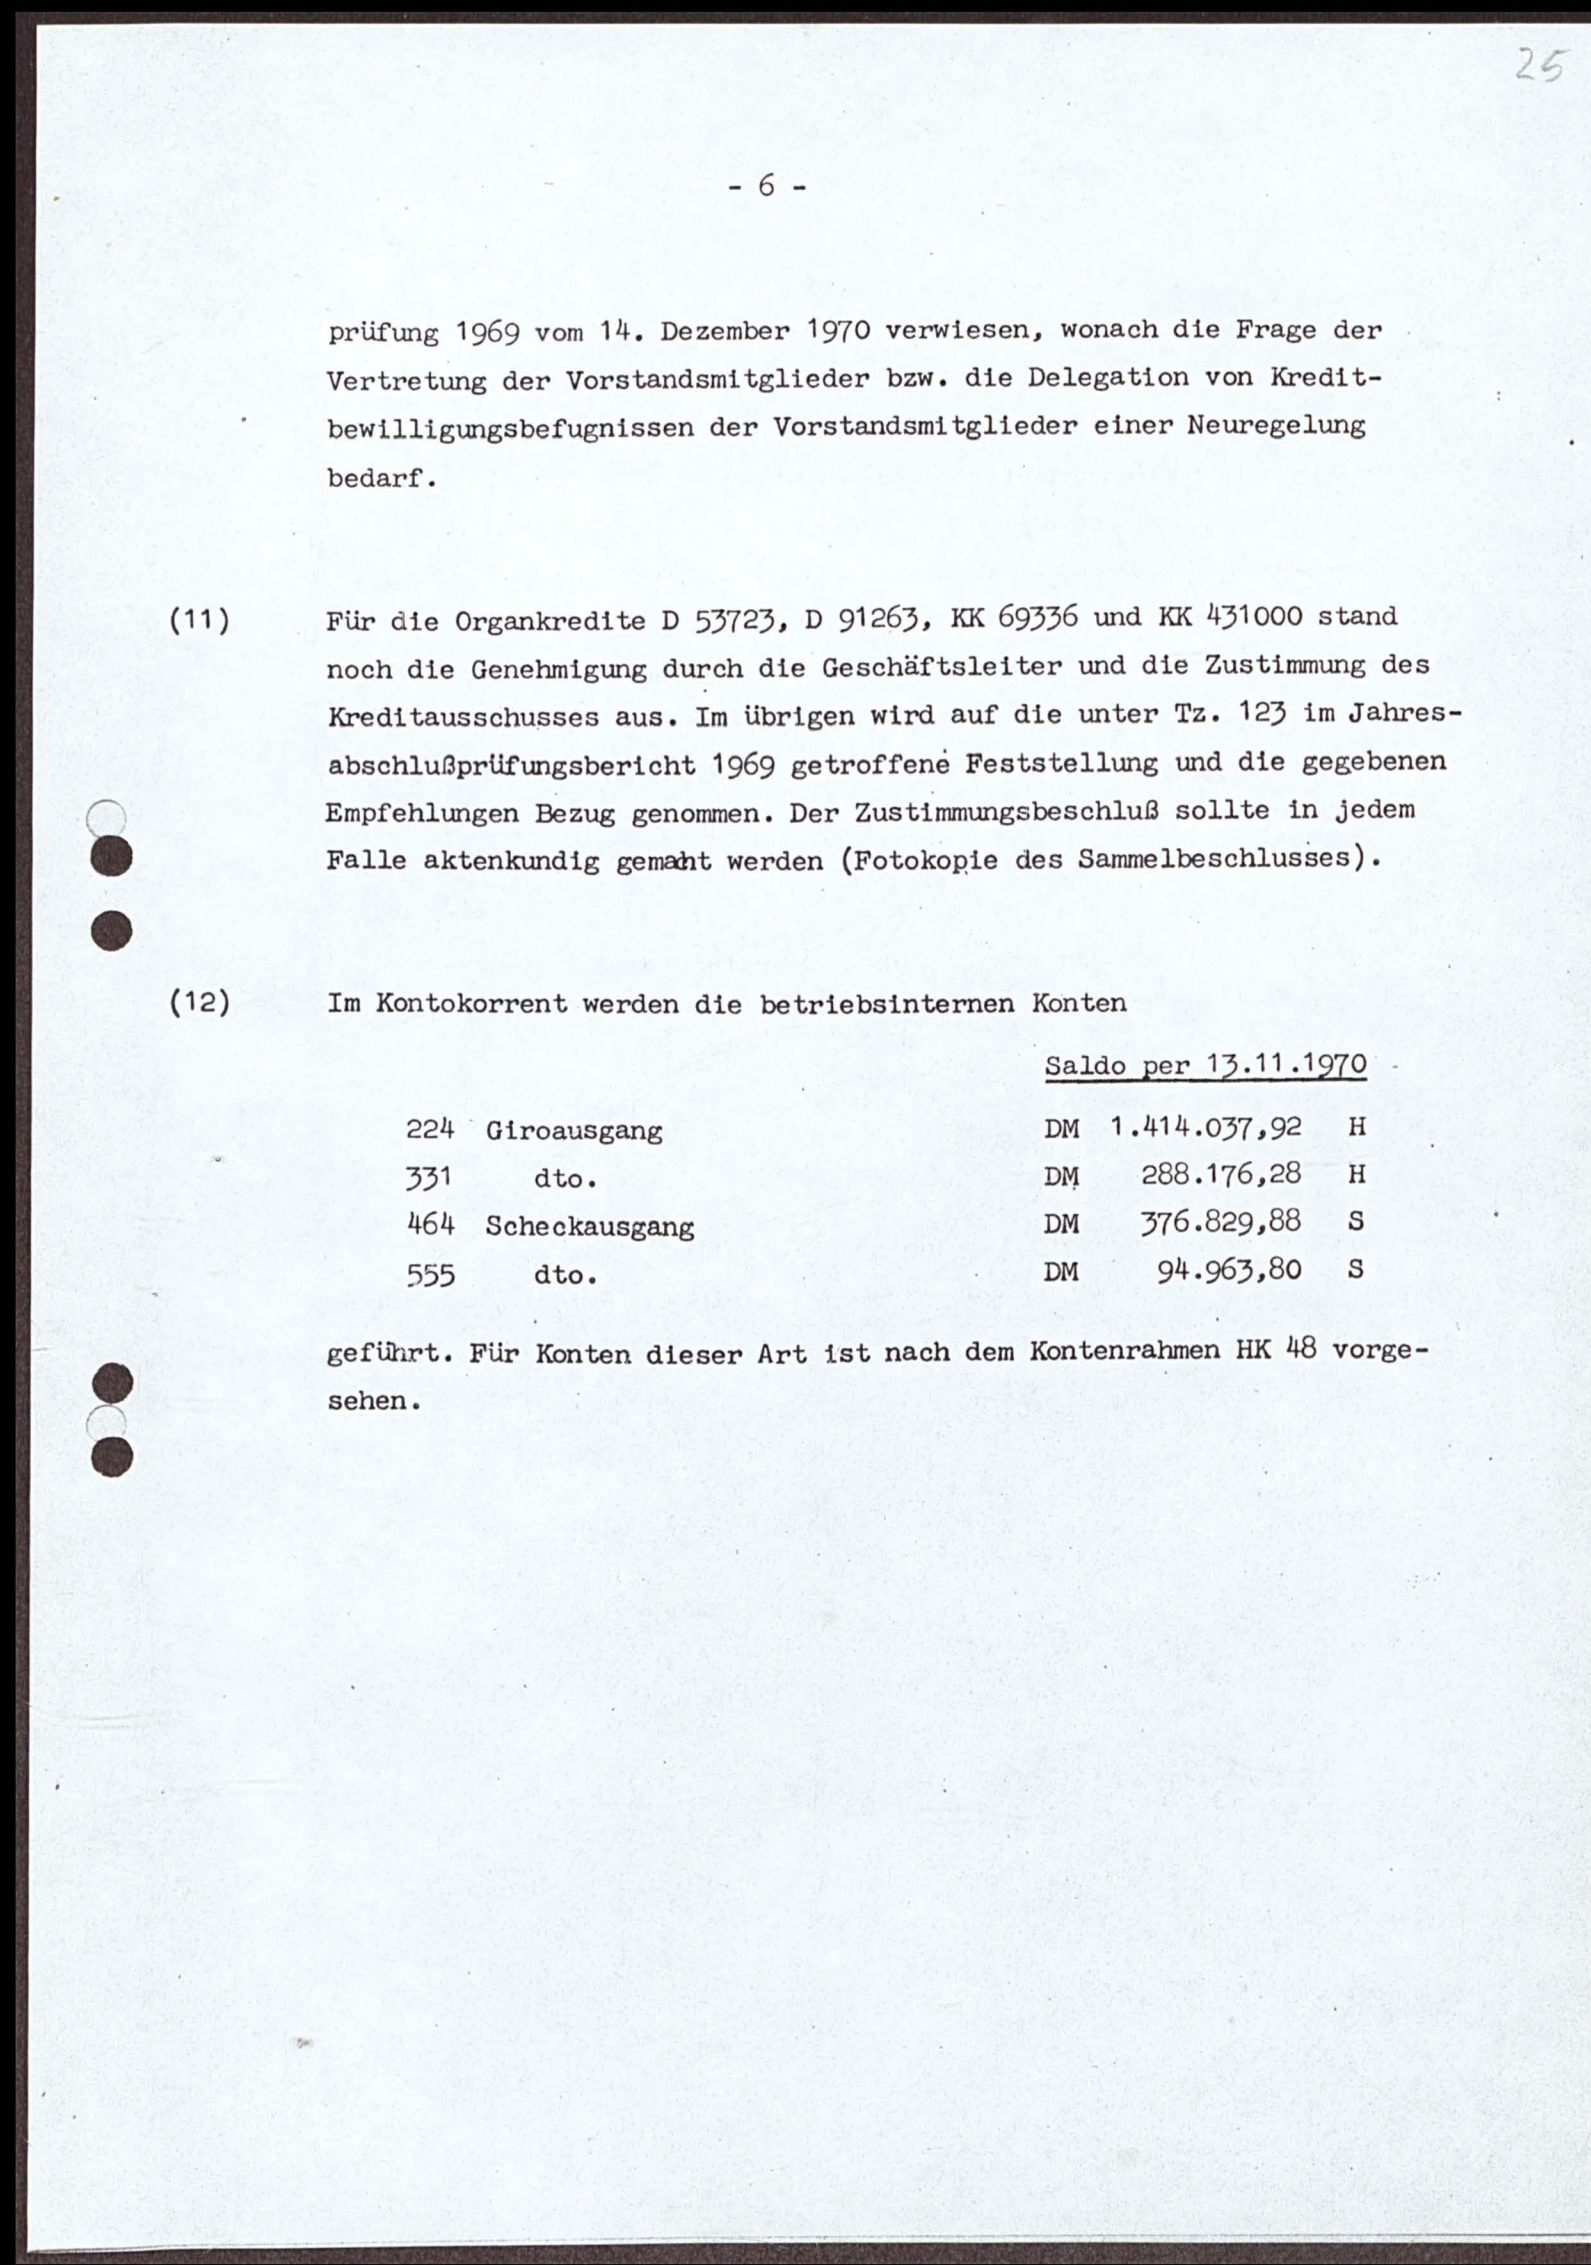 25
- 6 -
prüfung 1969 vom 14. Dezember 1970 verwiesen, wonach die Frage der
Vertretung der Vorstandsmitglieder bzw. die Delegation von Kredit-
bewilligungsbefugnissen der Vorstandsmitglieder einer Neuregelung
bedarf.
(11) Für die Organkredite D 53723, D 91263, KK 69336 und KK 431000 stand
noch die Genehmigung durch die Geschäftsleiter und die Zustimmung des
Kreditausschusses aus. Im übrigen wird auf die unter Tz. 123 im Jahres-
abschlußprüfungsbericht 1969 getroffene Feststellung und die gegebenen
Empfehlungen Bezug genommen. Der Zustimmungsbeschluß sollte in jedem
Falle aktenkundig gemacht werden (Fotokopie des Sammelbeschlusses).
(12) Im Kontokorrent werden die betriebsinternen Konten
Saldo per 13.11.1970
224 Giroausgang DM 1.414.037,92 H
331 dto. DM 288.176,28 H
464 Scheckausgang DM 376.829,88 S
555 dto. DM 94.963,80 S
geführt. Für Konten dieser Art ist nach dem Kontenrahmen HK 48 vorge-
sehen.